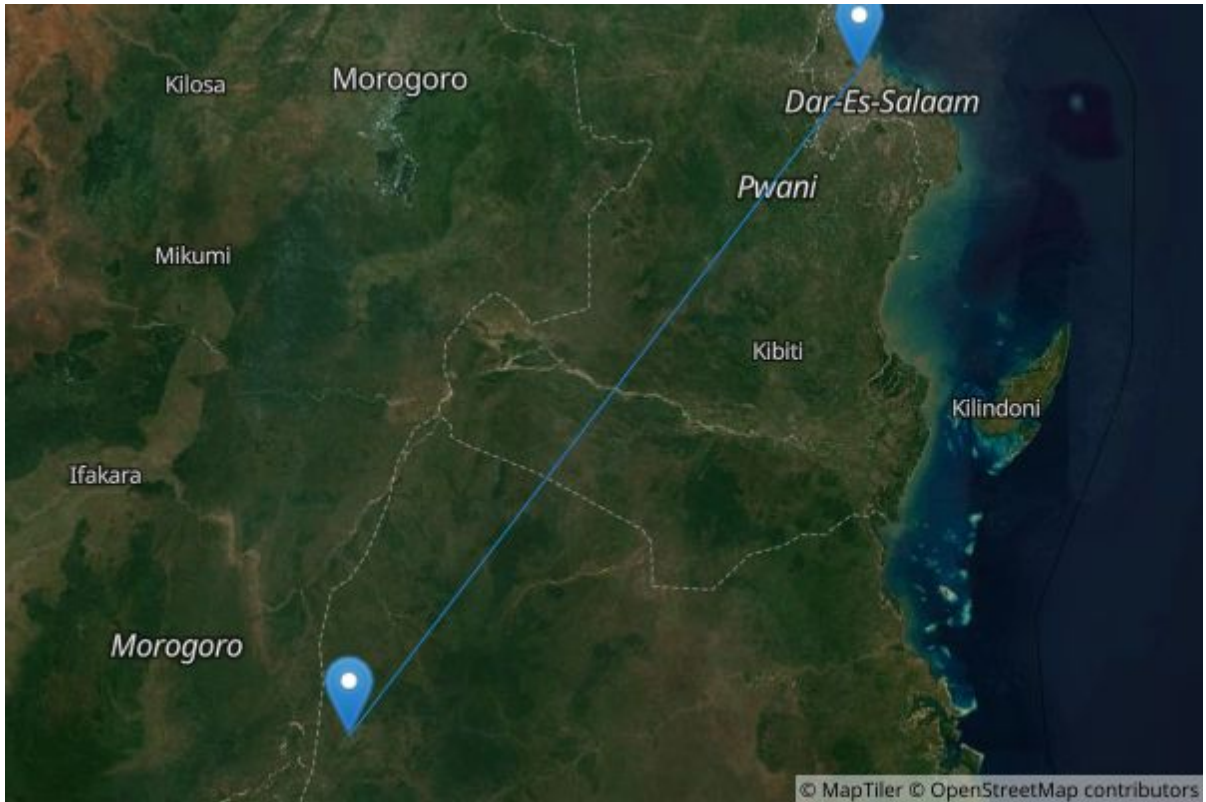 Kilosa
Morogoro
Dar-Es-Salaam
Pwani
Mikumi
Kibiti
Kilindoni
Ifakara
Morogoro
© MapTiler © OpenStreetMap contributors